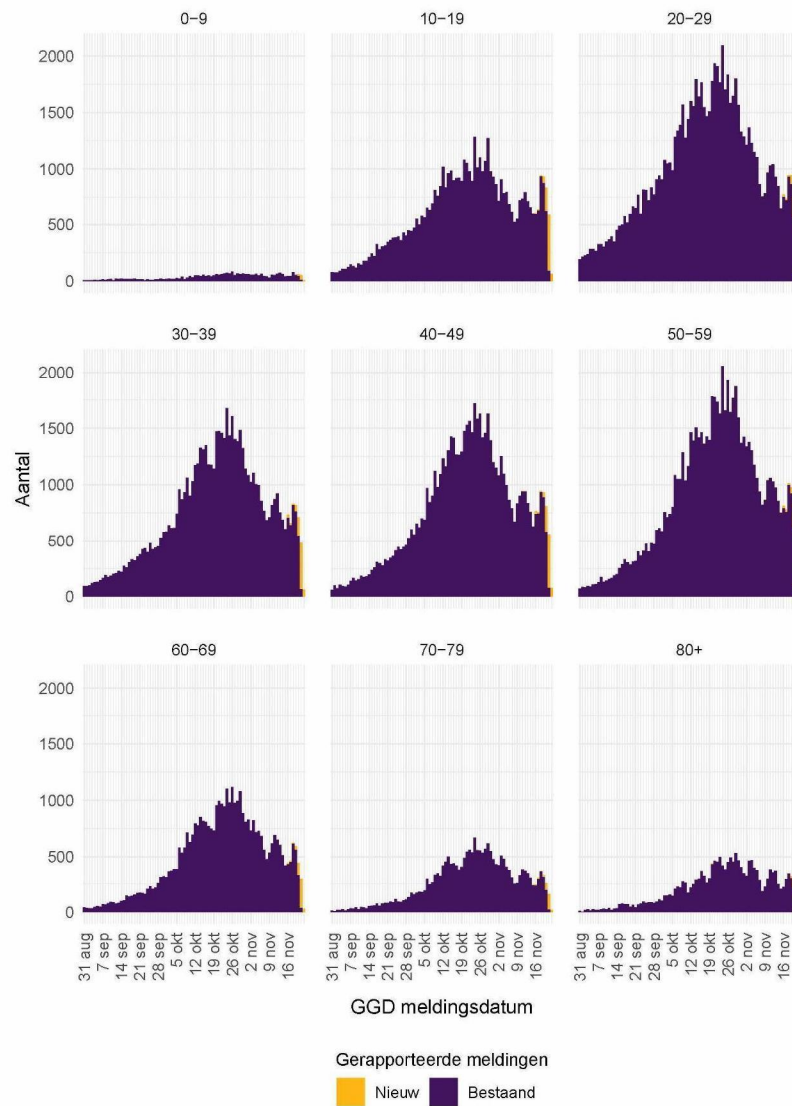 0−9 10−19 20−29
2000
1500
1000
500
0
30−39 40−49 50−59
2000
1500
1000
500
0
Aantal
60−69 70−79 80+
2000
1500
1000
500
0
31 aug 7 sep 14 sep 21 sep 28 sep 5 okt 12 okt 19 okt 26 okt 2 nov 9 nov 16 nov
31 aug 7 sep 14 sep 21 sep 28 sep 5 okt 12 okt 19 okt 26 okt 2 nov 9 nov 16 nov
31 aug 7 sep 14 sep 21 sep 28 sep 5 okt 12 okt 19 okt 26 okt 2 nov 9 nov 16 nov
GGD meldingsdatum
Gerapporteerde meldingen
Nieuw Bestaand